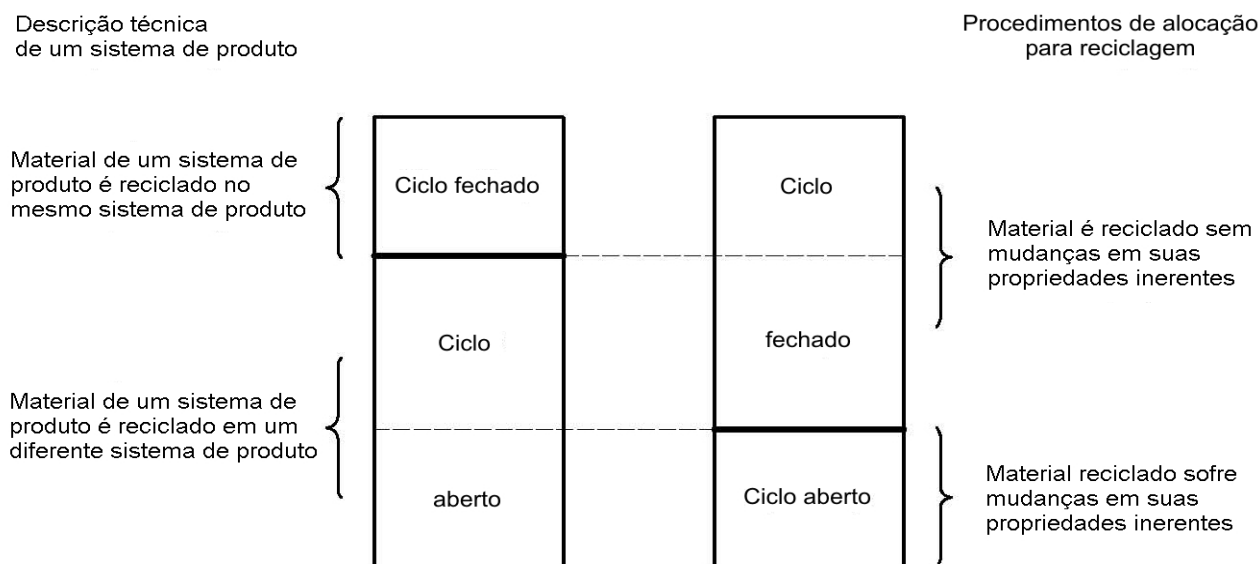 Descrição técnica
de um sistema de produto
Procedimentos de alocação
para reciclagem
Material de um sistema de
produto é reciclado no
mesmo sistema de produto
Ciclo fechado
Ciclo
Material é reciclado sem
mudanças em suas
propriedades inerentes
Ciclo
fechado
Material de um sistema de
produto é reciclado em um
diferente sistema de produto
aberto
Ciclo aberto
Material reciclado sofre
mudanças em suas
propriedades inerentes